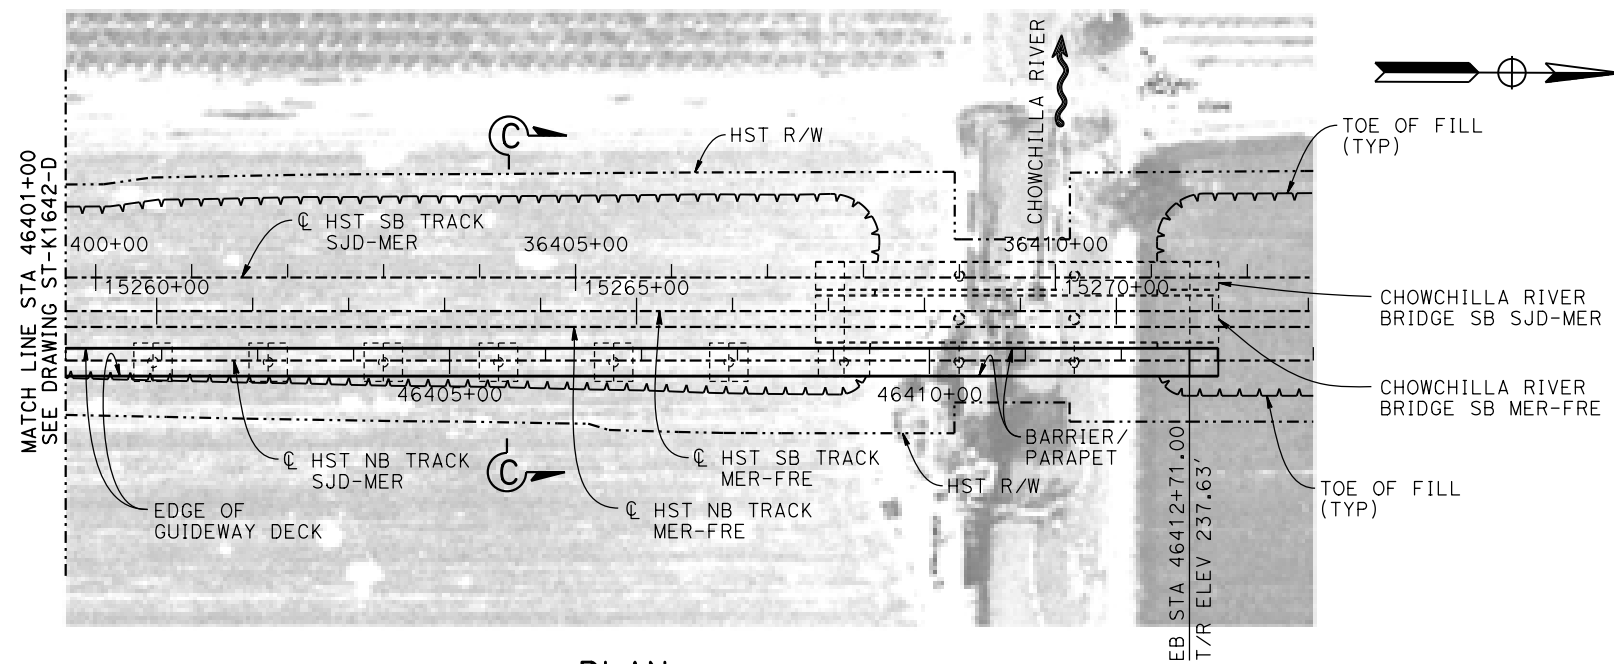 MATCH LINE STA 46401+00
SEE DRAWING ST-K1642-D
CHOWCHILLA RIVER
C
HST R/W
TOE OF FILL
(TYP)
℄ HST SB TRACK
SJD-MER
400+00
36405+00
36410+00
15260+00
15265+00
15270+00
CHOWCHILLA RIVER
BRIDGE SB SJD-MER
CHOWCHILLA RIVER
BRIDGE SB MER-FRE
46405+00
46410+00
BARRIER/
PARAPET
℄ HST NB TRACK
SJD-MER
C
℄ HST SB TRACK
MER-FRE
HST R/W
EDGE OF
GUIDEWAY DECK
℄ HST NB TRACK
MER-FRE
TOE OF FILL
(TYP)
EB STA 46412+71.00
T/R ELEV 237.63'
PLAN